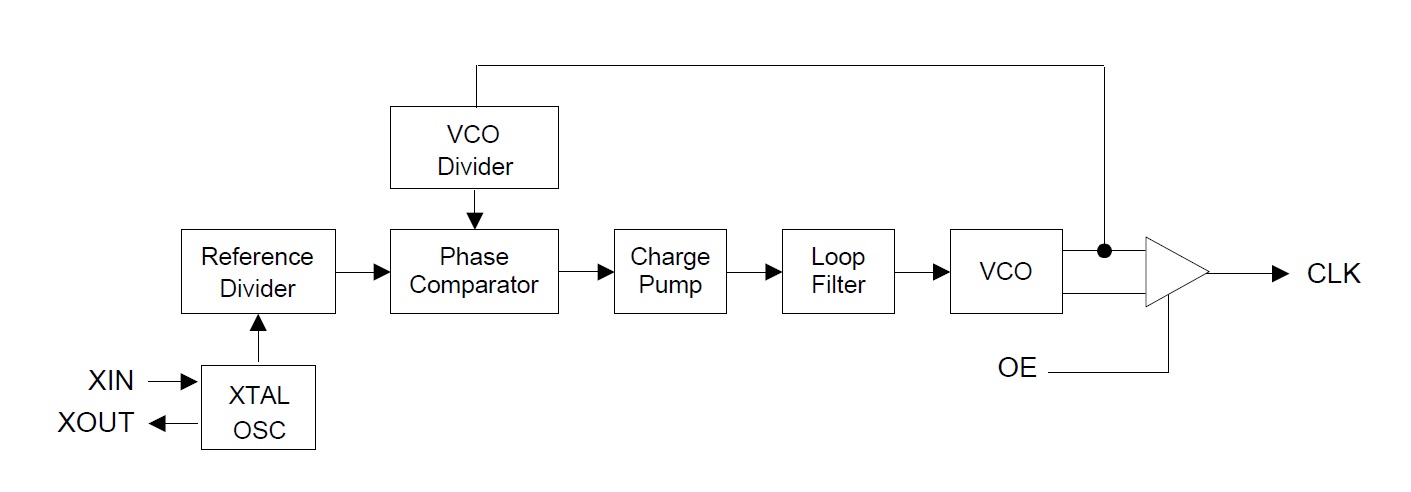 VCO
Divider
Reference
Divider
Phase
Comparator
Charge
Pump
Loop
Filter
VCO
CLK
XIN
XOUT
XTAL
OSC
OE